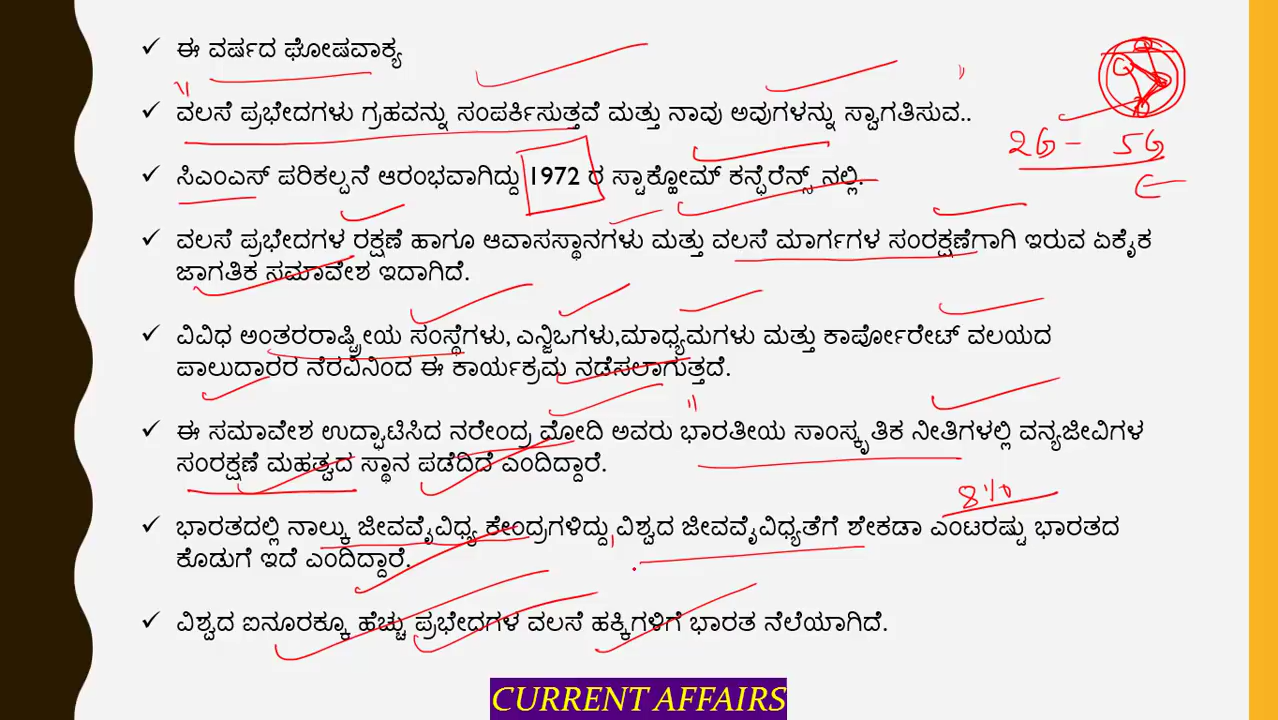 ಈ ವರ್ಷದ ಘೋಷವಾಕ್ಯ
ವಲಸೆ ಪ್ರಭೇದಗಳು ಗ್ರಹವನ್ನು ಸಂಪರ್ಕಿಸುತ್ತವೆ ಮತ್ತು ನಾವು ಅವುಗಳನ್ನು ಸ್ವಾಗತಿಸುವ..
2G - 5G
ಸಿಎಂಎಸ್ ಪರಿಕಲ್ಪನೆ ಆರಂಭವಾಗಿದ್ದು 1972 ರ ಸ್ಟಾಕ್ಹೋಮ್ ಕನ್ಫೆರೆನ್ಸ್ ನಲ್ಲಿ.
ವಲಸೆ ಪ್ರಭೇದಗಳ ರಕ್ಷಣೆ ಹಾಗೂ ಆವಾಸಸ್ಥಾನಗಳು ಮತ್ತು ವಲಸೆ ಮಾರ್ಗಗಳ ಸಂರಕ್ಷಣೆಗಾಗಿ ಇರುವ ಏಕೈಕ
ಜಾಗತಿಕ ಸಮಾವೇಶ ಇದಾಗಿದೆ.
ವಿವಿಧ ಅಂತರರಾಷ್ಟ್ರೀಯ ಸಂಸ್ಥೆಗಳು, ಎನ್ಜಿಒಗಳು,ಮಾಧ್ಯಮಗಳು ಮತ್ತು ಕಾರ್ಪೋರೇಟ್ ವಲಯದ
ಪಾಲುದಾರರ ನೆರವಿನಿಂದ ಈ ಕಾರ್ಯಕ್ರಮ ನಡೆಸಲಾಗುತ್ತದೆ.
ಈ ಸಮಾವೇಶ ಉದ್ಘಾಟಿಸಿದ ನರೇಂದ್ರ ಮೋದಿ ಅವರು ಭಾರತೀಯ ಸಾಂಸ್ಕೃತಿಕ ನೀತಿಗಳಲ್ಲಿ ವನ್ಯಜೀವಿಗಳ
ಸಂರಕ್ಷಣೆ ಮಹತ್ವದ ಸ್ಥಾನ ಪಡೆದಿದೆ ಎಂದಿದ್ದಾರೆ.
8%
ಭಾರತದಲ್ಲಿ ನಾಲ್ಕು ಜೀವವೈವಿಧ್ಯ ಕೇಂದ್ರಗಳಿದ್ದು,ವಿಶ್ವದ ಜೀವವೈವಿಧ್ಯತೆಗೆ ಶೇಕಡಾ ಎಂಟರಷ್ಟು ಭಾರತದ
ಕೊಡುಗೆ ಇದೆ ಎಂದಿದ್ದಾರೆ.
ವಿಶ್ವದ ಐನೂರಕ್ಕೂ ಹೆಚ್ಚು ಪ್ರಭೇದಗಳ ವಲಸೆ ಹಕ್ಕಿಗಳಿಗೆ ಭಾರತ ನೆಲೆಯಾಗಿದೆ.
CURRENT AFFAIRS